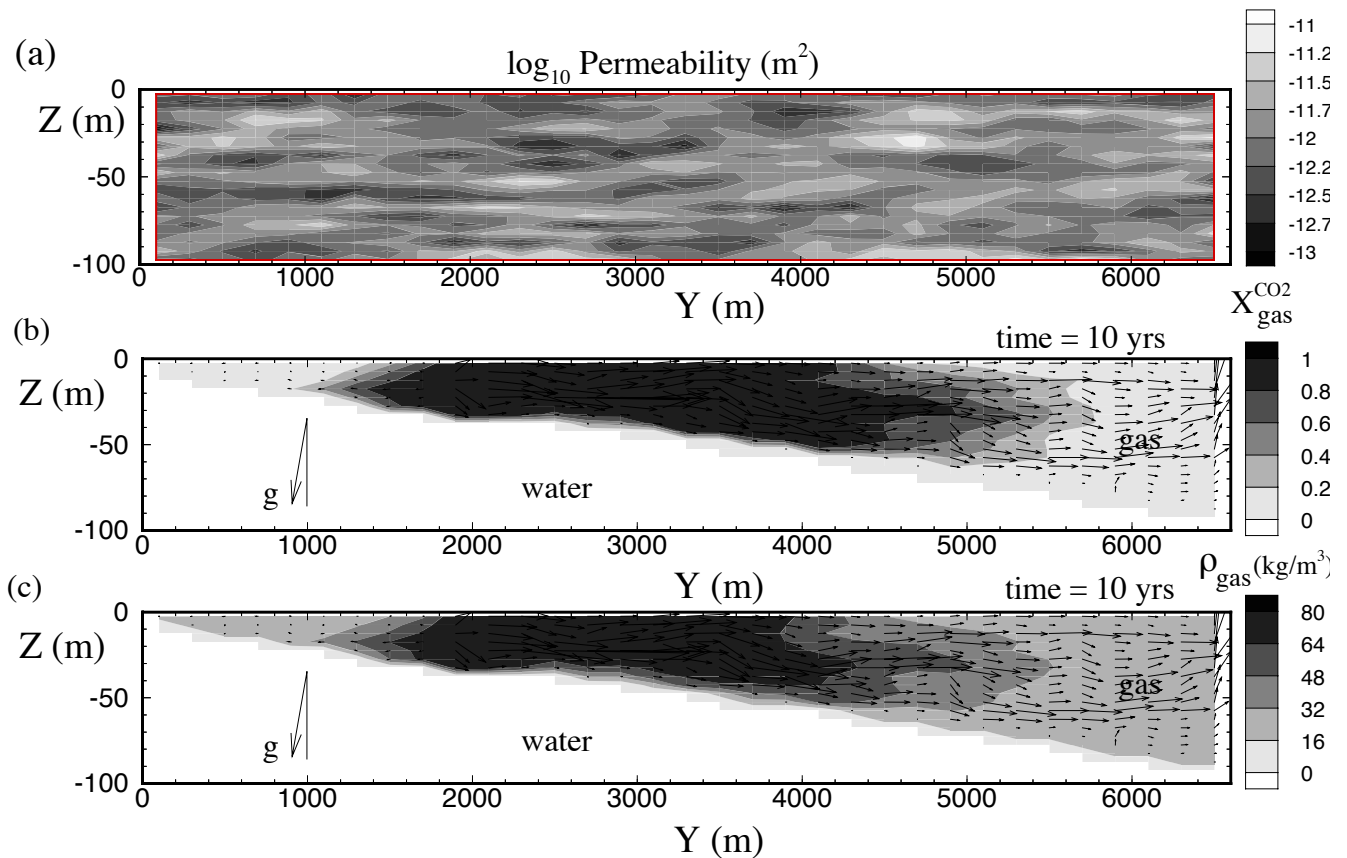 (a)
log10 Permeability (m2)
Z (m)
0
-50
-100
0 1000 2000 3000 4000 5000 6000
Y (m)
-11
-11.2
-11.5
-11.7
-12
-12.2
-12.5
-12.7
-13
(b)
time = 10 yrs
XgasCO2
Z (m)
0
-50
-100
g
water
gas
0 1000 2000 3000 4000 5000 6000
Y (m)
1
0.8
0.6
0.4
0.2
0
(c)
time = 10 yrs
ρgas(kg/m3)
Z (m)
0
-50
-100
g
water
gas
0 1000 2000 3000 4000 5000 6000
Y (m)
80
64
48
32
16
0